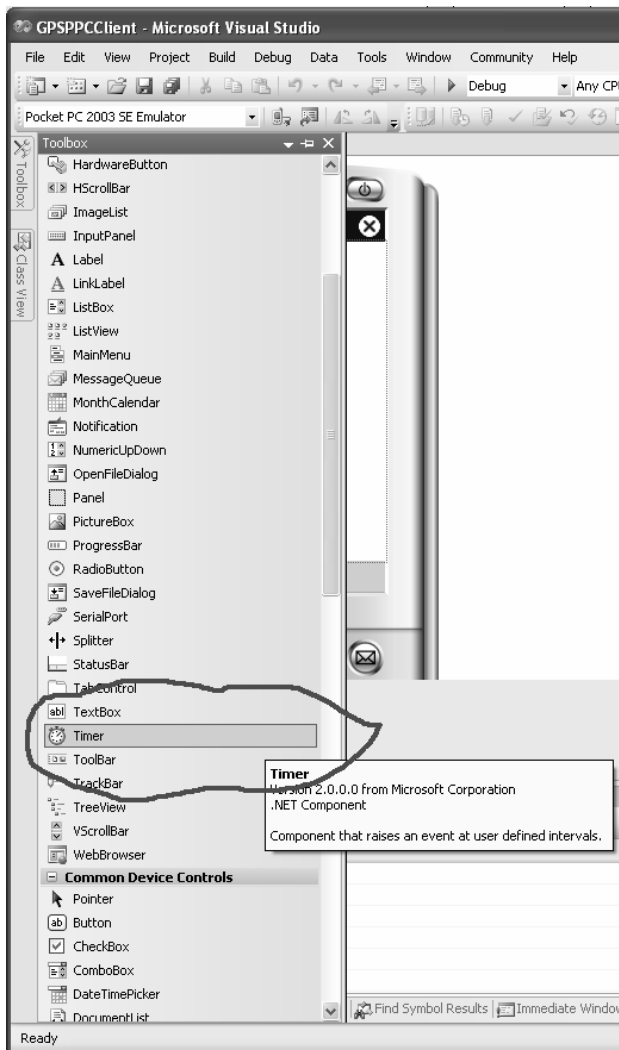 GPSPPCClient - Microsoft Visual Studio
File Edit View Project Build Debug Data Tools Window Community Help
Debug Any CPU
Pocket PC 2003 SE Emulator
Toolbox
Toolbox
Class View
HardwareButton
HScrollBar
ImageList
InputPanel
A Label
A LinkLabel
ListBox
ListView
MainMenu
MessageQueue
MonthCalendar
Notification
NumericUpDown
OpenFileDialog
Panel
PictureBox
ProgressBar
RadioButton
SaveFileDialog
SerialPort
Splitter
StatusBar
TabControl
abl TextBox
Timer
ToolBar
TrackBar
TreeView
VScrollBar
WebBrowser
Timer
Version 2.0.0.0 from Microsoft Corporation
.NET Component
Component that raises an event at user defined intervals.
Common Device Controls
Pointer
ab Button
CheckBox
ComboBox
DateTimePicker
DocumentList
Find Symbol Results Immediate Window
Ready